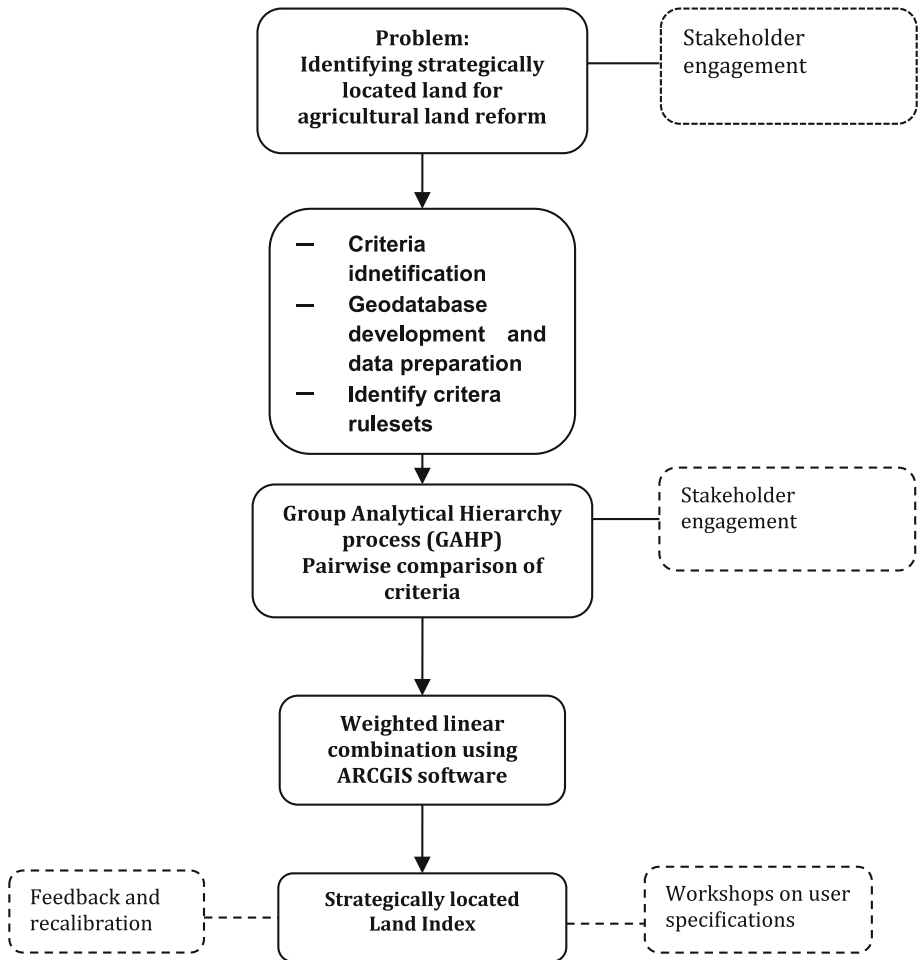 Problem:
Identifying strategically
located land for
agricultural land reform
Stakeholder
engagement
— Criteria
idnetification
— Geodatabase
development and
data preparation
— Identify critera
rulesets
Group Analytical Hierarchy
process (GAHP)
Pairwise comparison of
criteria
Stakeholder
engagement
Weighted linear
combination using
ARCGIS software
Feedback and
recalibration
Strategically located
Land Index
Workshops on user
specifications